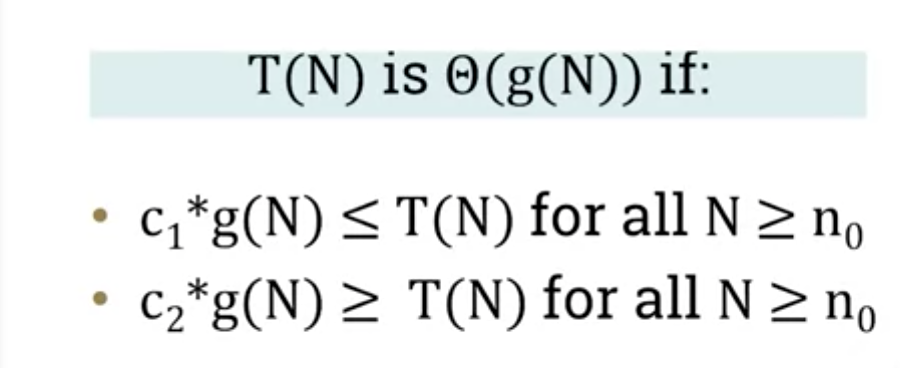 T(N) is Θ(g(N)) if:
• c₁*g(N) ≤ T(N) for all N ≥ n₀
• c₂*g(N) ≥ T(N) for all N ≥ n₀